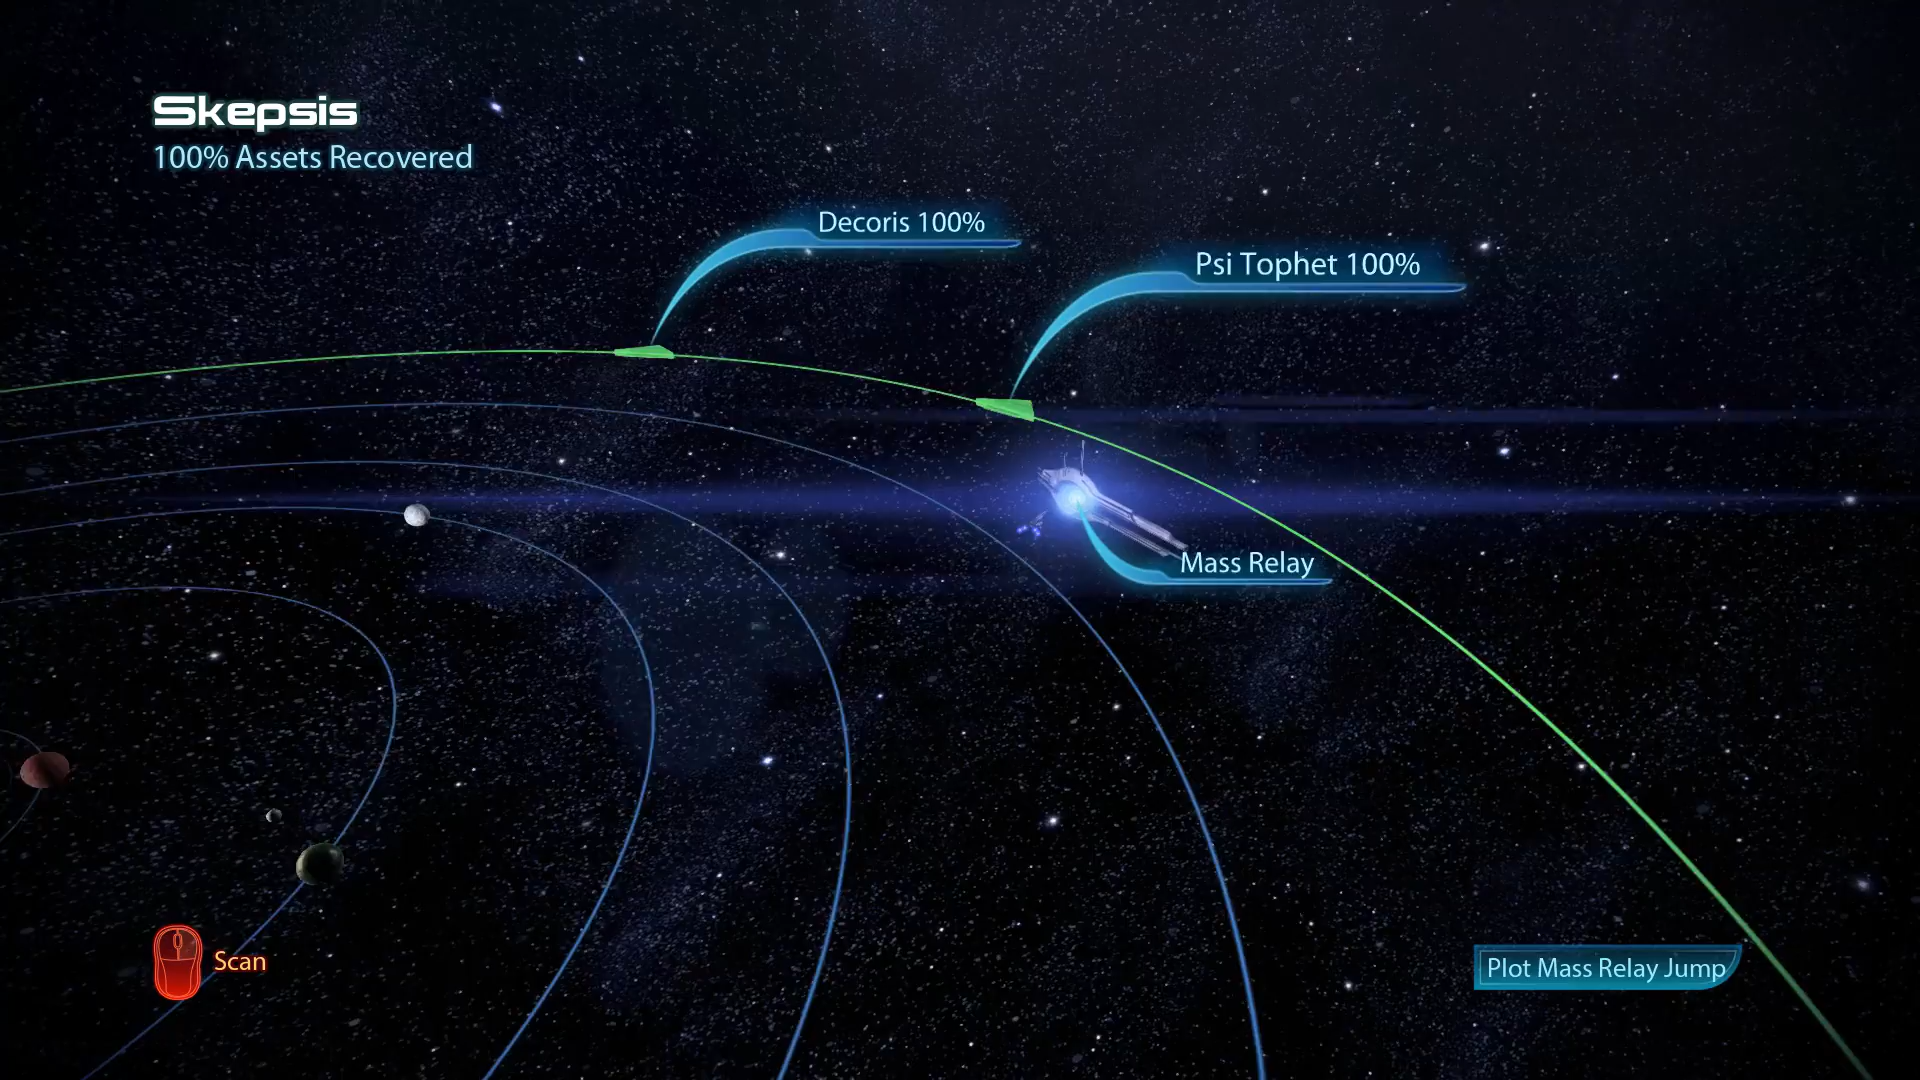 Skepsis
100% Assets Recovered
Decoris 100%
Psi Tophet 100%
Mass Relay
Scan
Plot Mass Relay Jump